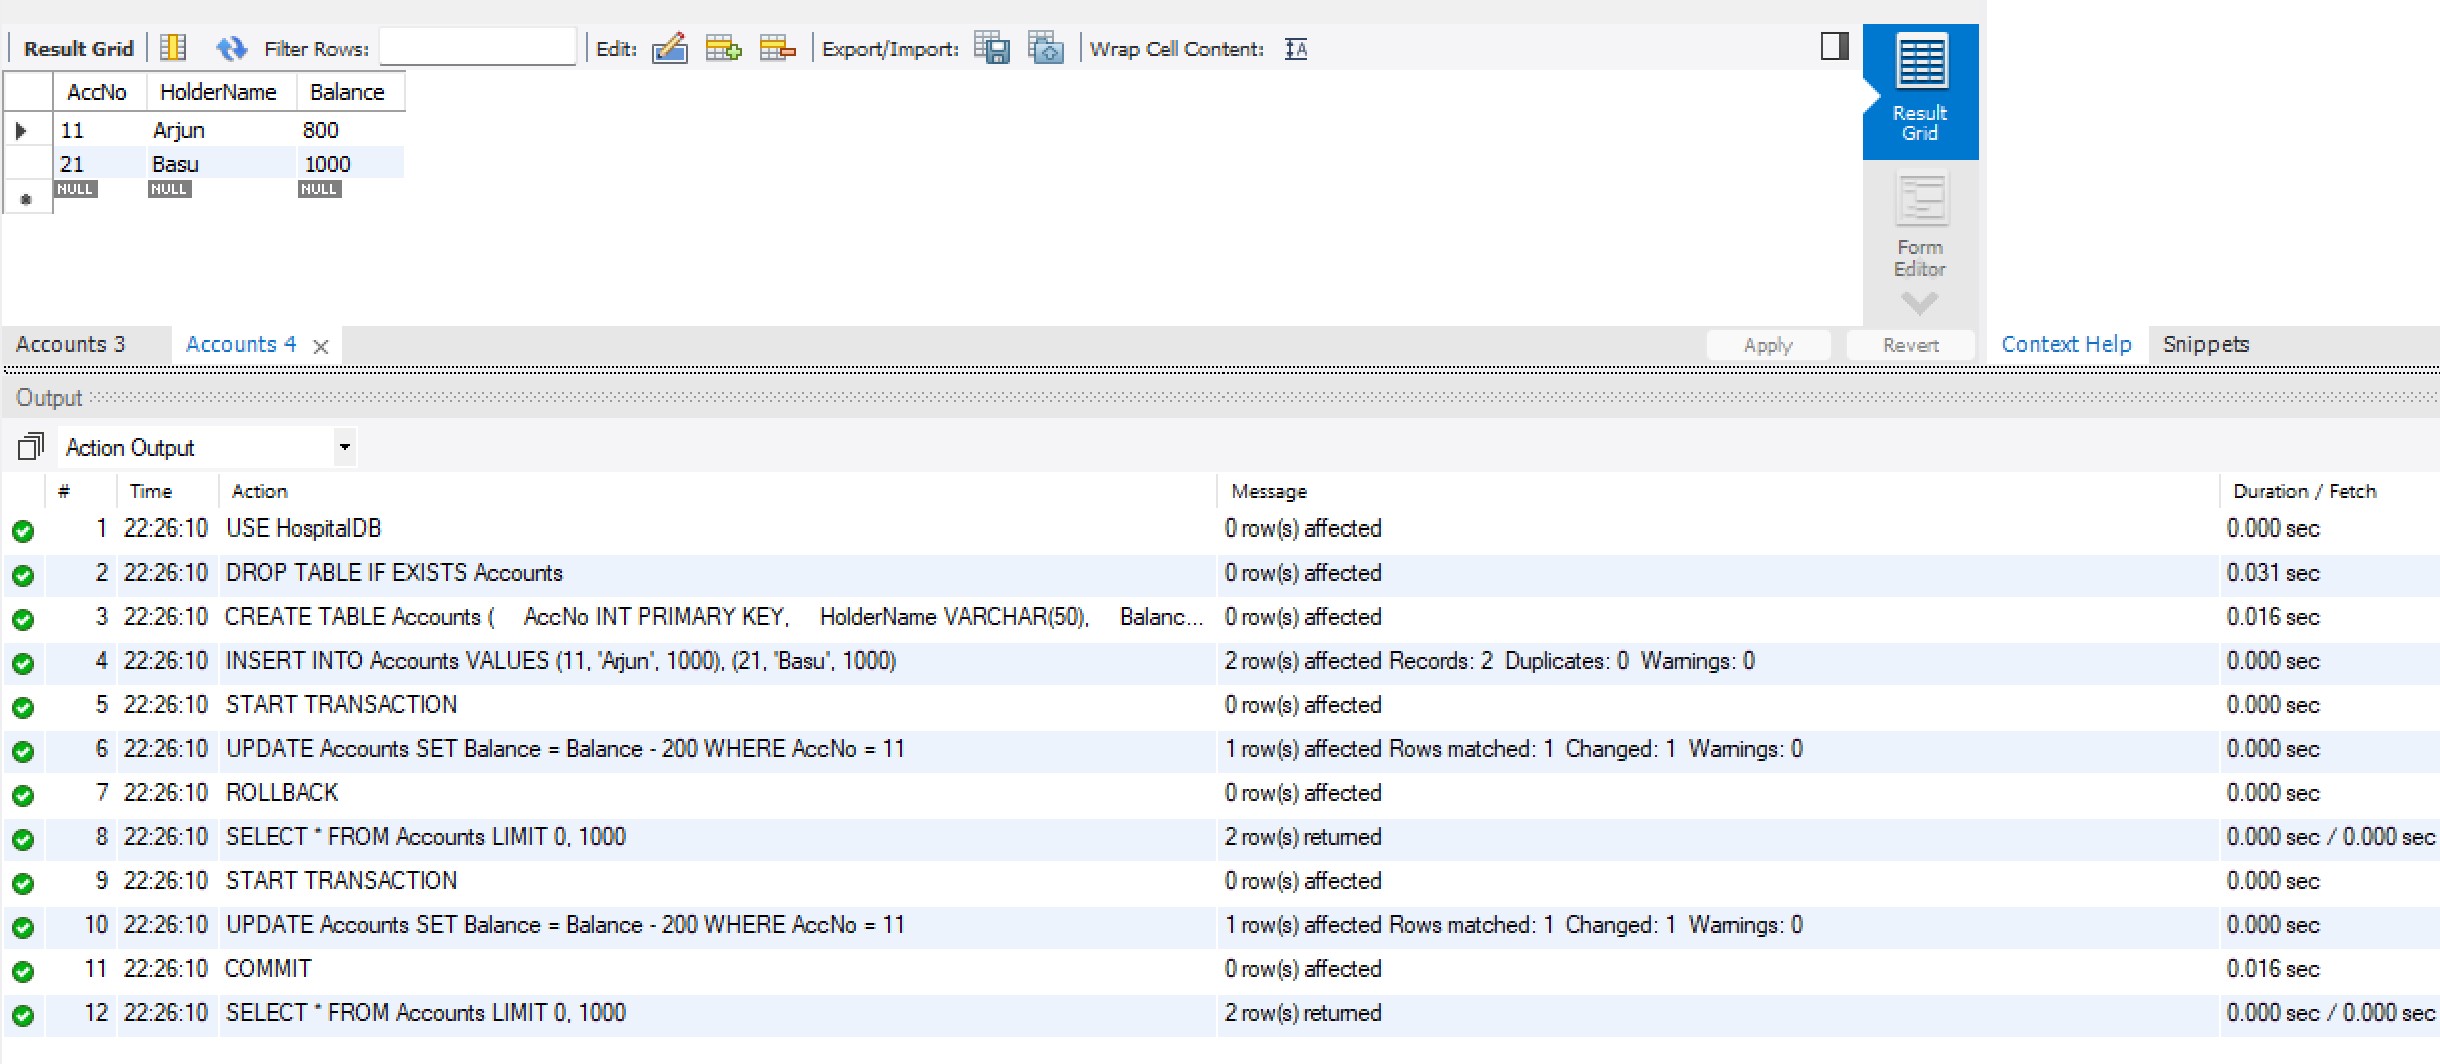 Result Grid Filter Rows: Edit: Export/Import: Wrap Cell Content:
AccNo HolderName Balance
11 Arjun 800
21 Basu 1000
NULL NULL NULL
Result Grid
Form Editor
Accounts 3 Accounts 4 Apply Revert Context Help Snippets
Output
Action Output
# Time Action Message Duration / Fetch
1 22:26:10 USE HospitalDB 0 row(s) affected 0.000 sec
2 22:26:10 DROP TABLE IF EXISTS Accounts 0 row(s) affected 0.031 sec
3 22:26:10 CREATE TABLE Accounts ( AccNo INT PRIMARY KEY, HolderName VARCHAR(50), Balanc... 0 row(s) affected 0.016 sec
4 22:26:10 INSERT INTO Accounts VALUES (11, 'Arjun', 1000), (21, 'Basu', 1000) 2 row(s) affected Records: 2 Duplicates: 0 Warnings: 0 0.000 sec
5 22:26:10 START TRANSACTION 0 row(s) affected 0.000 sec
6 22:26:10 UPDATE Accounts SET Balance = Balance - 200 WHERE AccNo = 11 1 row(s) affected Rows matched: 1 Changed: 1 Warnings: 0 0.000 sec
7 22:26:10 ROLLBACK 0 row(s) affected 0.000 sec
8 22:26:10 SELECT * FROM Accounts LIMIT 0, 1000 2 row(s) returned 0.000 sec / 0.000 sec
9 22:26:10 START TRANSACTION 0 row(s) affected 0.000 sec
10 22:26:10 UPDATE Accounts SET Balance = Balance - 200 WHERE AccNo = 11 1 row(s) affected Rows matched: 1 Changed: 1 Warnings: 0 0.000 sec
11 22:26:10 COMMIT 0 row(s) affected 0.016 sec
12 22:26:10 SELECT * FROM Accounts LIMIT 0, 1000 2 row(s) returned 0.000 sec / 0.000 sec